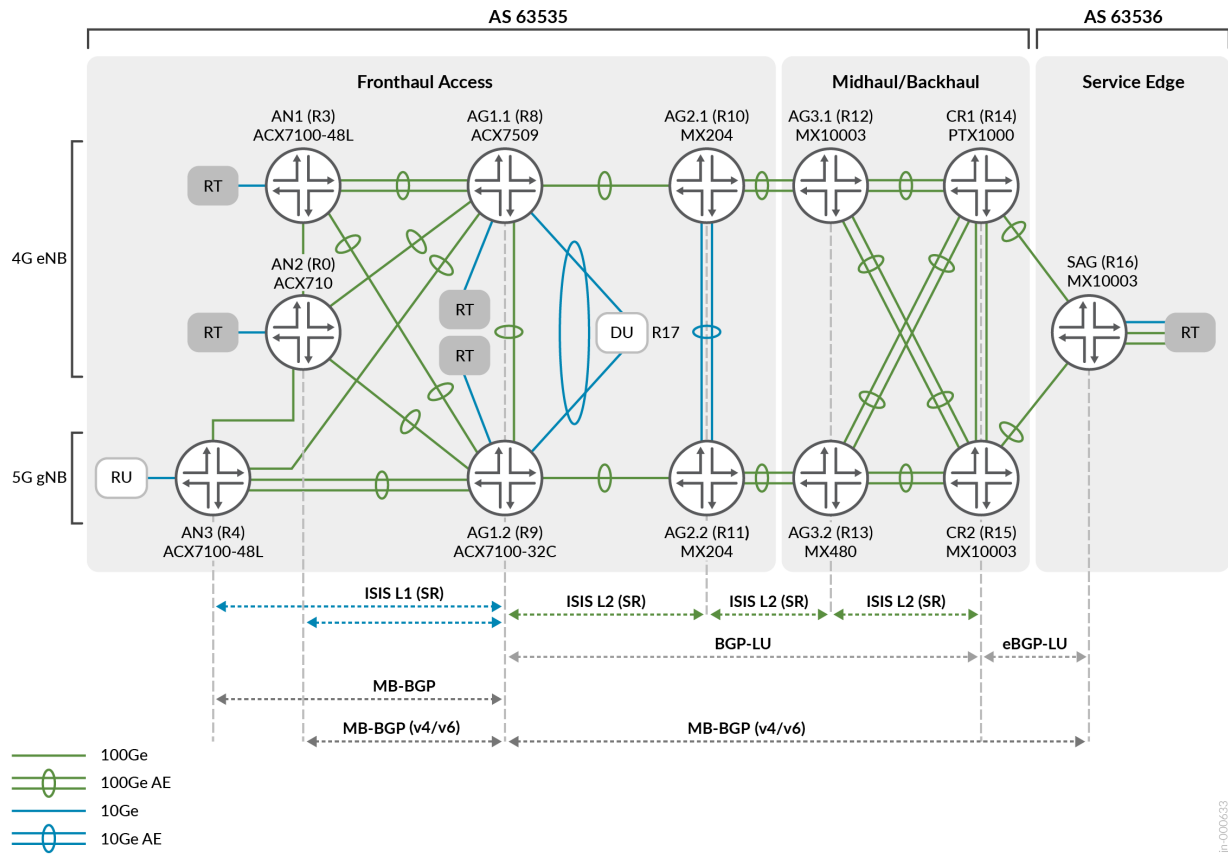 AS 63535
AS 63536
Fronthaul Access
Midhaul/Backhaul
Service Edge
AN1 (R3)
ACX7100-48L
AG1.1 (R8)
ACX7509
AG2.1 (R10)
MX204
AG3.1 (R12)
MX10003
CR1 (R14)
PTX1000
RT
4G eNB
AN2 (R0)
ACX710
SAG (R16)
MX10003
RT
RT
RT
DU
R17
RT
5G gNB
RU
AN3 (R4)
ACX7100-48L
AG1.2 (R9)
ACX7100-32C
AG2.2 (R11)
MX204
AG3.2 (R13)
MX480
CR2 (R15)
MX10003
ISIS L1 (SR)
ISIS L2 (SR)
ISIS L2 (SR)
ISIS L2 (SR)
BGP-LU
eBGP-LU
MB-BGP
MB-BGP (v4/v6)
MB-BGP (v4/v6)
100Ge
100Ge AE
10Ge
10Ge AE
jn-000633